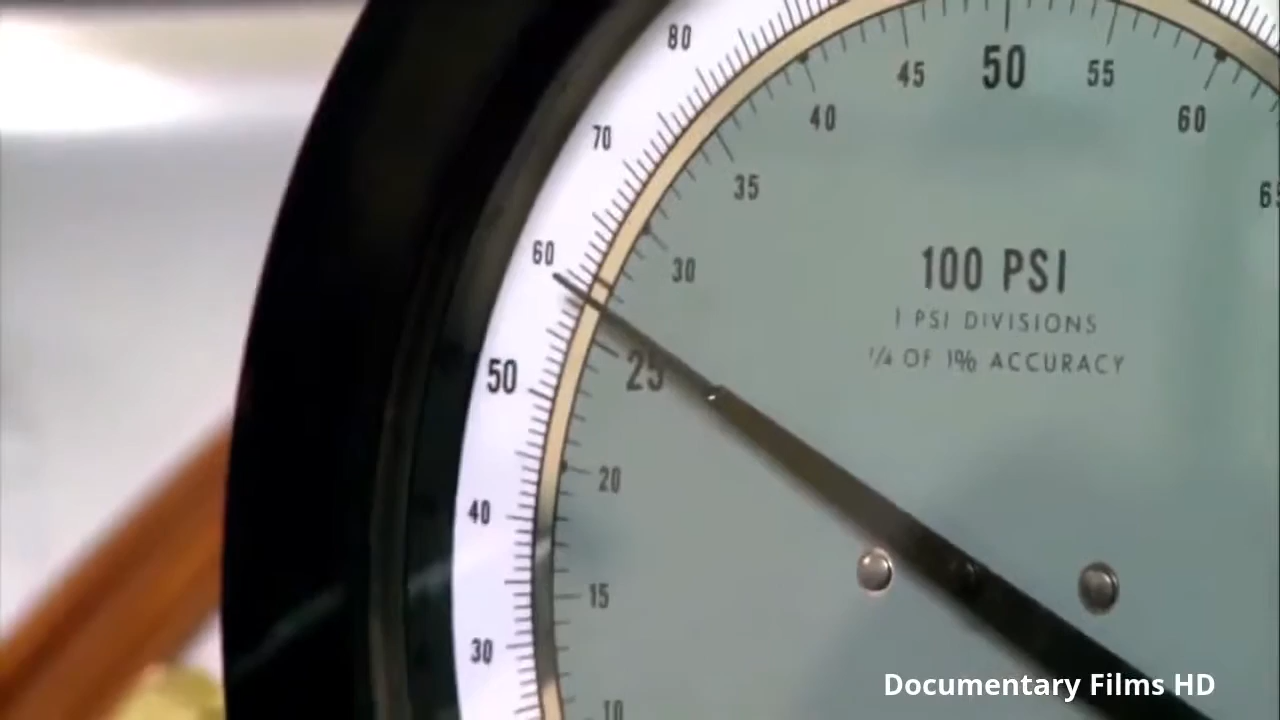 80
45 50 55
40 60
70
35 65
60
30
100 PSI
1 PSI DIVISIONS
1/4 OF 1% ACCURACY
50 25
20
40
15
30
10
Documentary Films HD